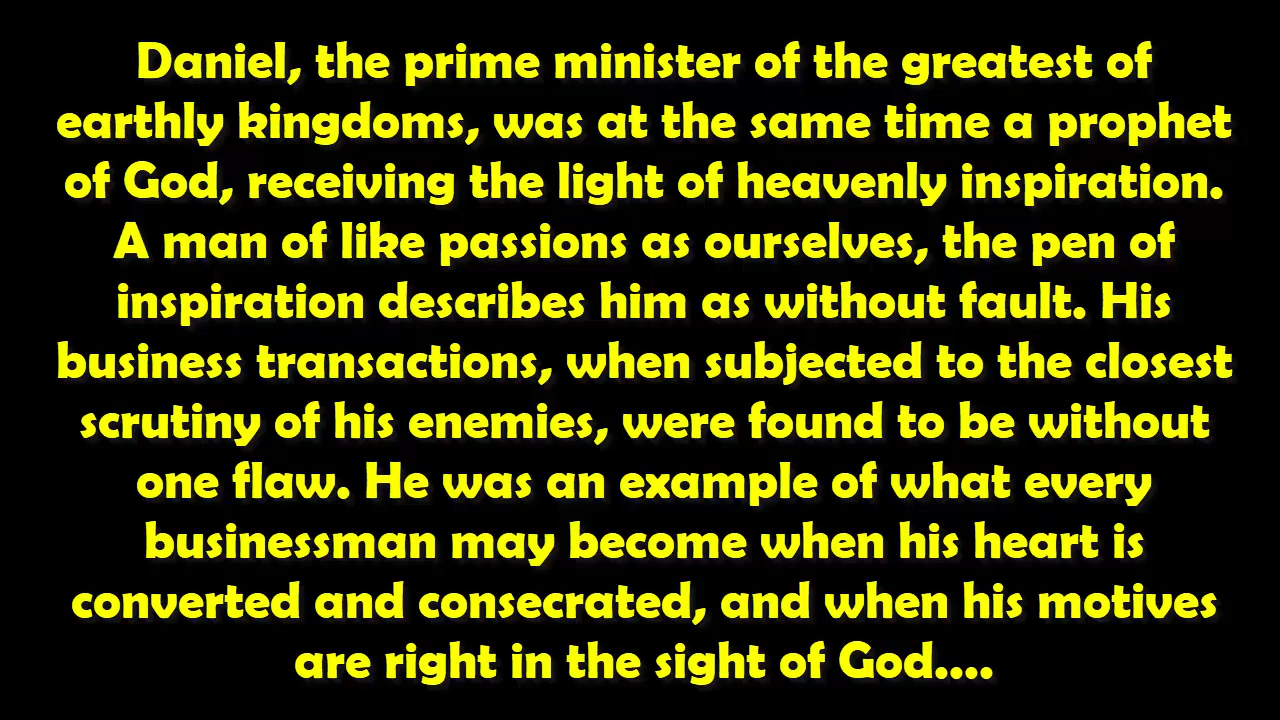 Daniel, the prime minister of the greatest of
earthly kingdoms, was at the same time a prophet
of God, receiving the light of heavenly inspiration.
A man of like passions as ourselves, the pen of
inspiration describes him as without fault. His
business transactions, when subjected to the closest
scrutiny of his enemies, were found to be without
one flaw. He was an example of what every
businessman may become when his heart is
converted and consecrated, and when his motives
are right in the sight of God....